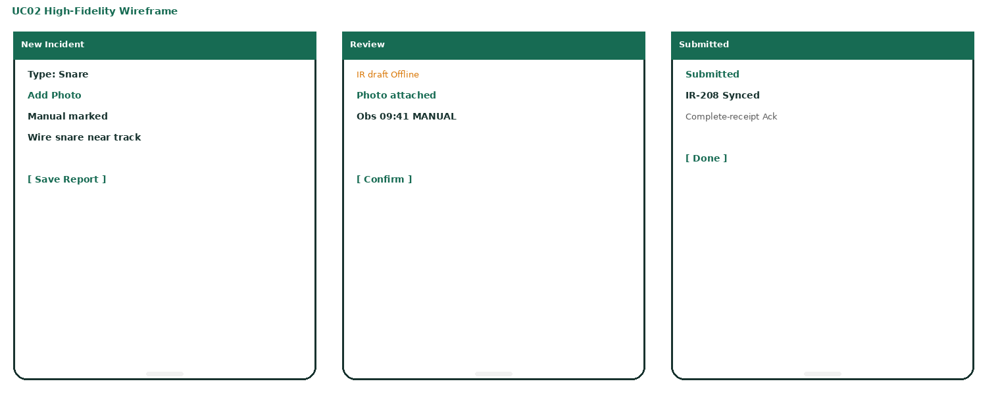 UC02 High-Fidelity Wireframe
New Incident
Type: Snare
Add Photo
Manual marked
Wire snare near track
[ Save Report ]
Review
IR draft Offline
Photo attached
Obs 09:41 MANUAL
[ Confirm ]
Submitted
Submitted
IR-208 Synced
Complete-receipt Ack
[ Done ]